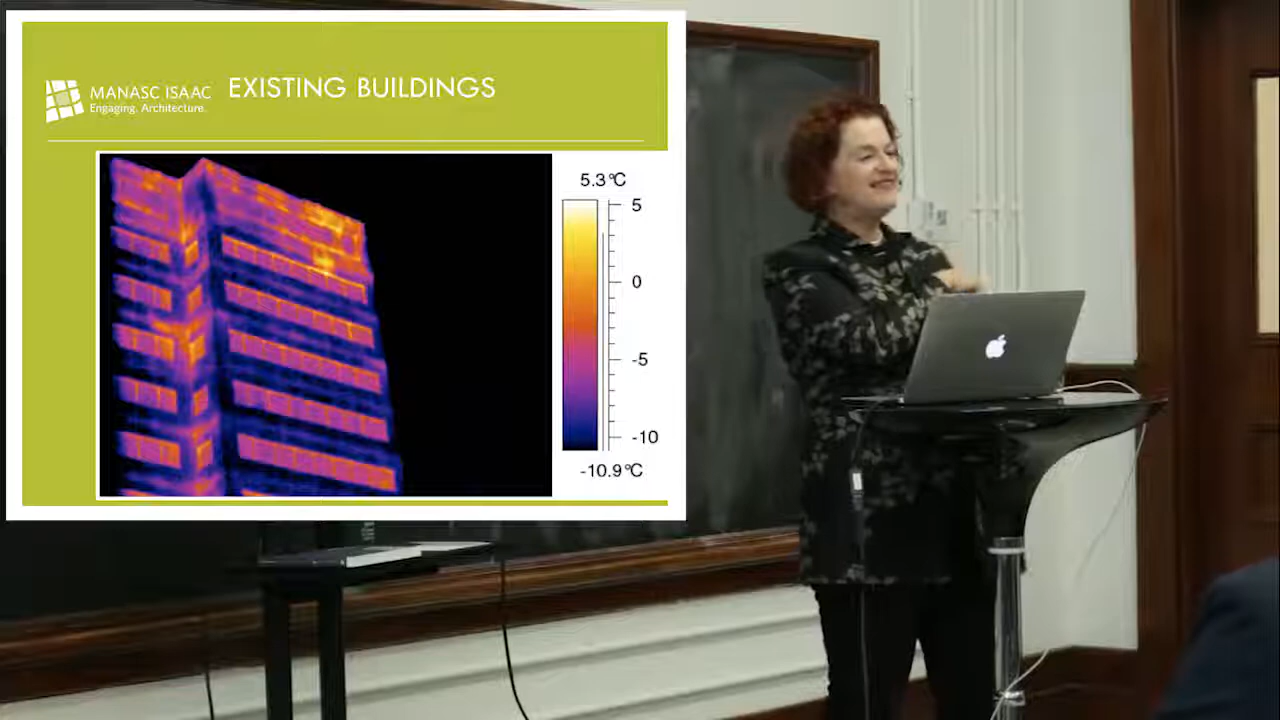 EXISTING BUILDINGS
MANASC ISAAC
Engaging. Architecture.
5.3°C
5
0
-5
-10
-10.9°C